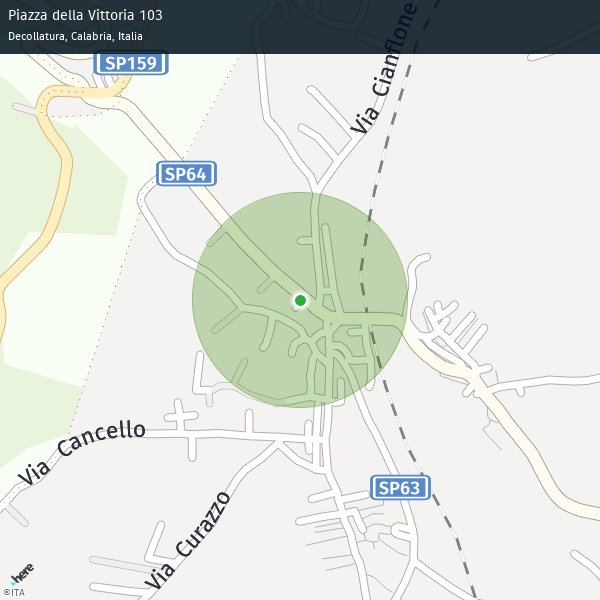 Piazza della Vittoria 103
Decollatura, Calabria, Italia
SP159
Via Cianflone
SP64
Via Cancello
SP63
Via Curazzo
here
©ITA